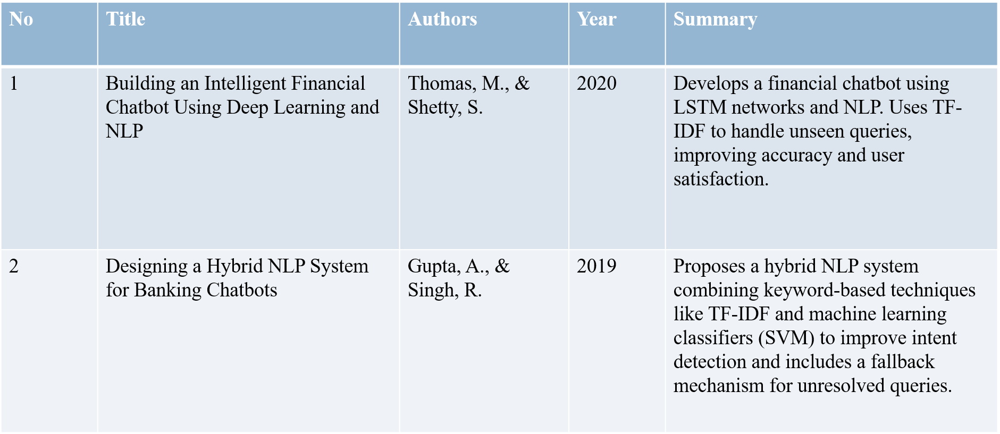 No Title Authors Year Summary
1 Building an Intelligent Financial Thomas, M., & 2020 Develops a financial chatbot using
Chatbot Using Deep Learning and Shetty, S. LSTM networks and NLP. Uses TF-
NLP IDF to handle unseen queries,
improving accuracy and user
satisfaction.
2 Designing a Hybrid NLP System Gupta, A., & 2019 Proposes a hybrid NLP system
for Banking Chatbots Singh, R. combining keyword-based techniques
like TF-IDF and machine learning
classifiers (SVM) to improve intent
detection and includes a fallback
mechanism for unresolved queries.